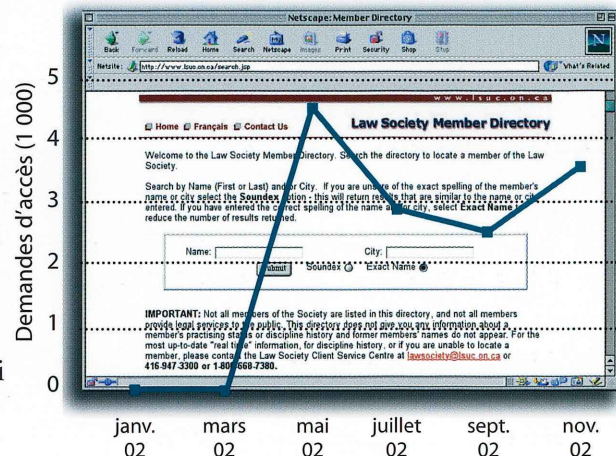 Netscape: Member Directory
Back Forward Reload Home Search Netscape Images Print Security Shop Stop
Netsite: http://www.lsuc.on.ca/search.jsp What's Related
www.lsuc.on.ca
Home Français Contact Us Law Society Member Directory
Welcome to the Law Society Member Directory. Search the directory to locate a member of the Law
Society.
Search by Name (First or Last) and/or City. If you are unsure of the exact spelling of the member's
name or city select the Soundex option - this will return results that are similar to the name or city
entered. If you have entered the correct spelling of the name and/or city, select Exact Name to
reduce the number of results returned.
Name: City:
Submit Soundex Exact Name
IMPORTANT: Not all members of the Society are listed in this directory, and not all members
provide legal services to the public. This directory does not give you any information about a
member's practising status or discipline history and former members' names do not appear. For the
most up-to-date "real time" information, for discipline history, or if you are unable to locate a
member, please contact the Law Society Client Service Centre at lawsociety@lsuc.on.ca or
416-947-3300 or 1-800-668-7380.
Demandes d'accès (1 000)
5
4
3
2
1
0
i
janv. mars mai juillet sept. nov.
02 02 02 02 02 02